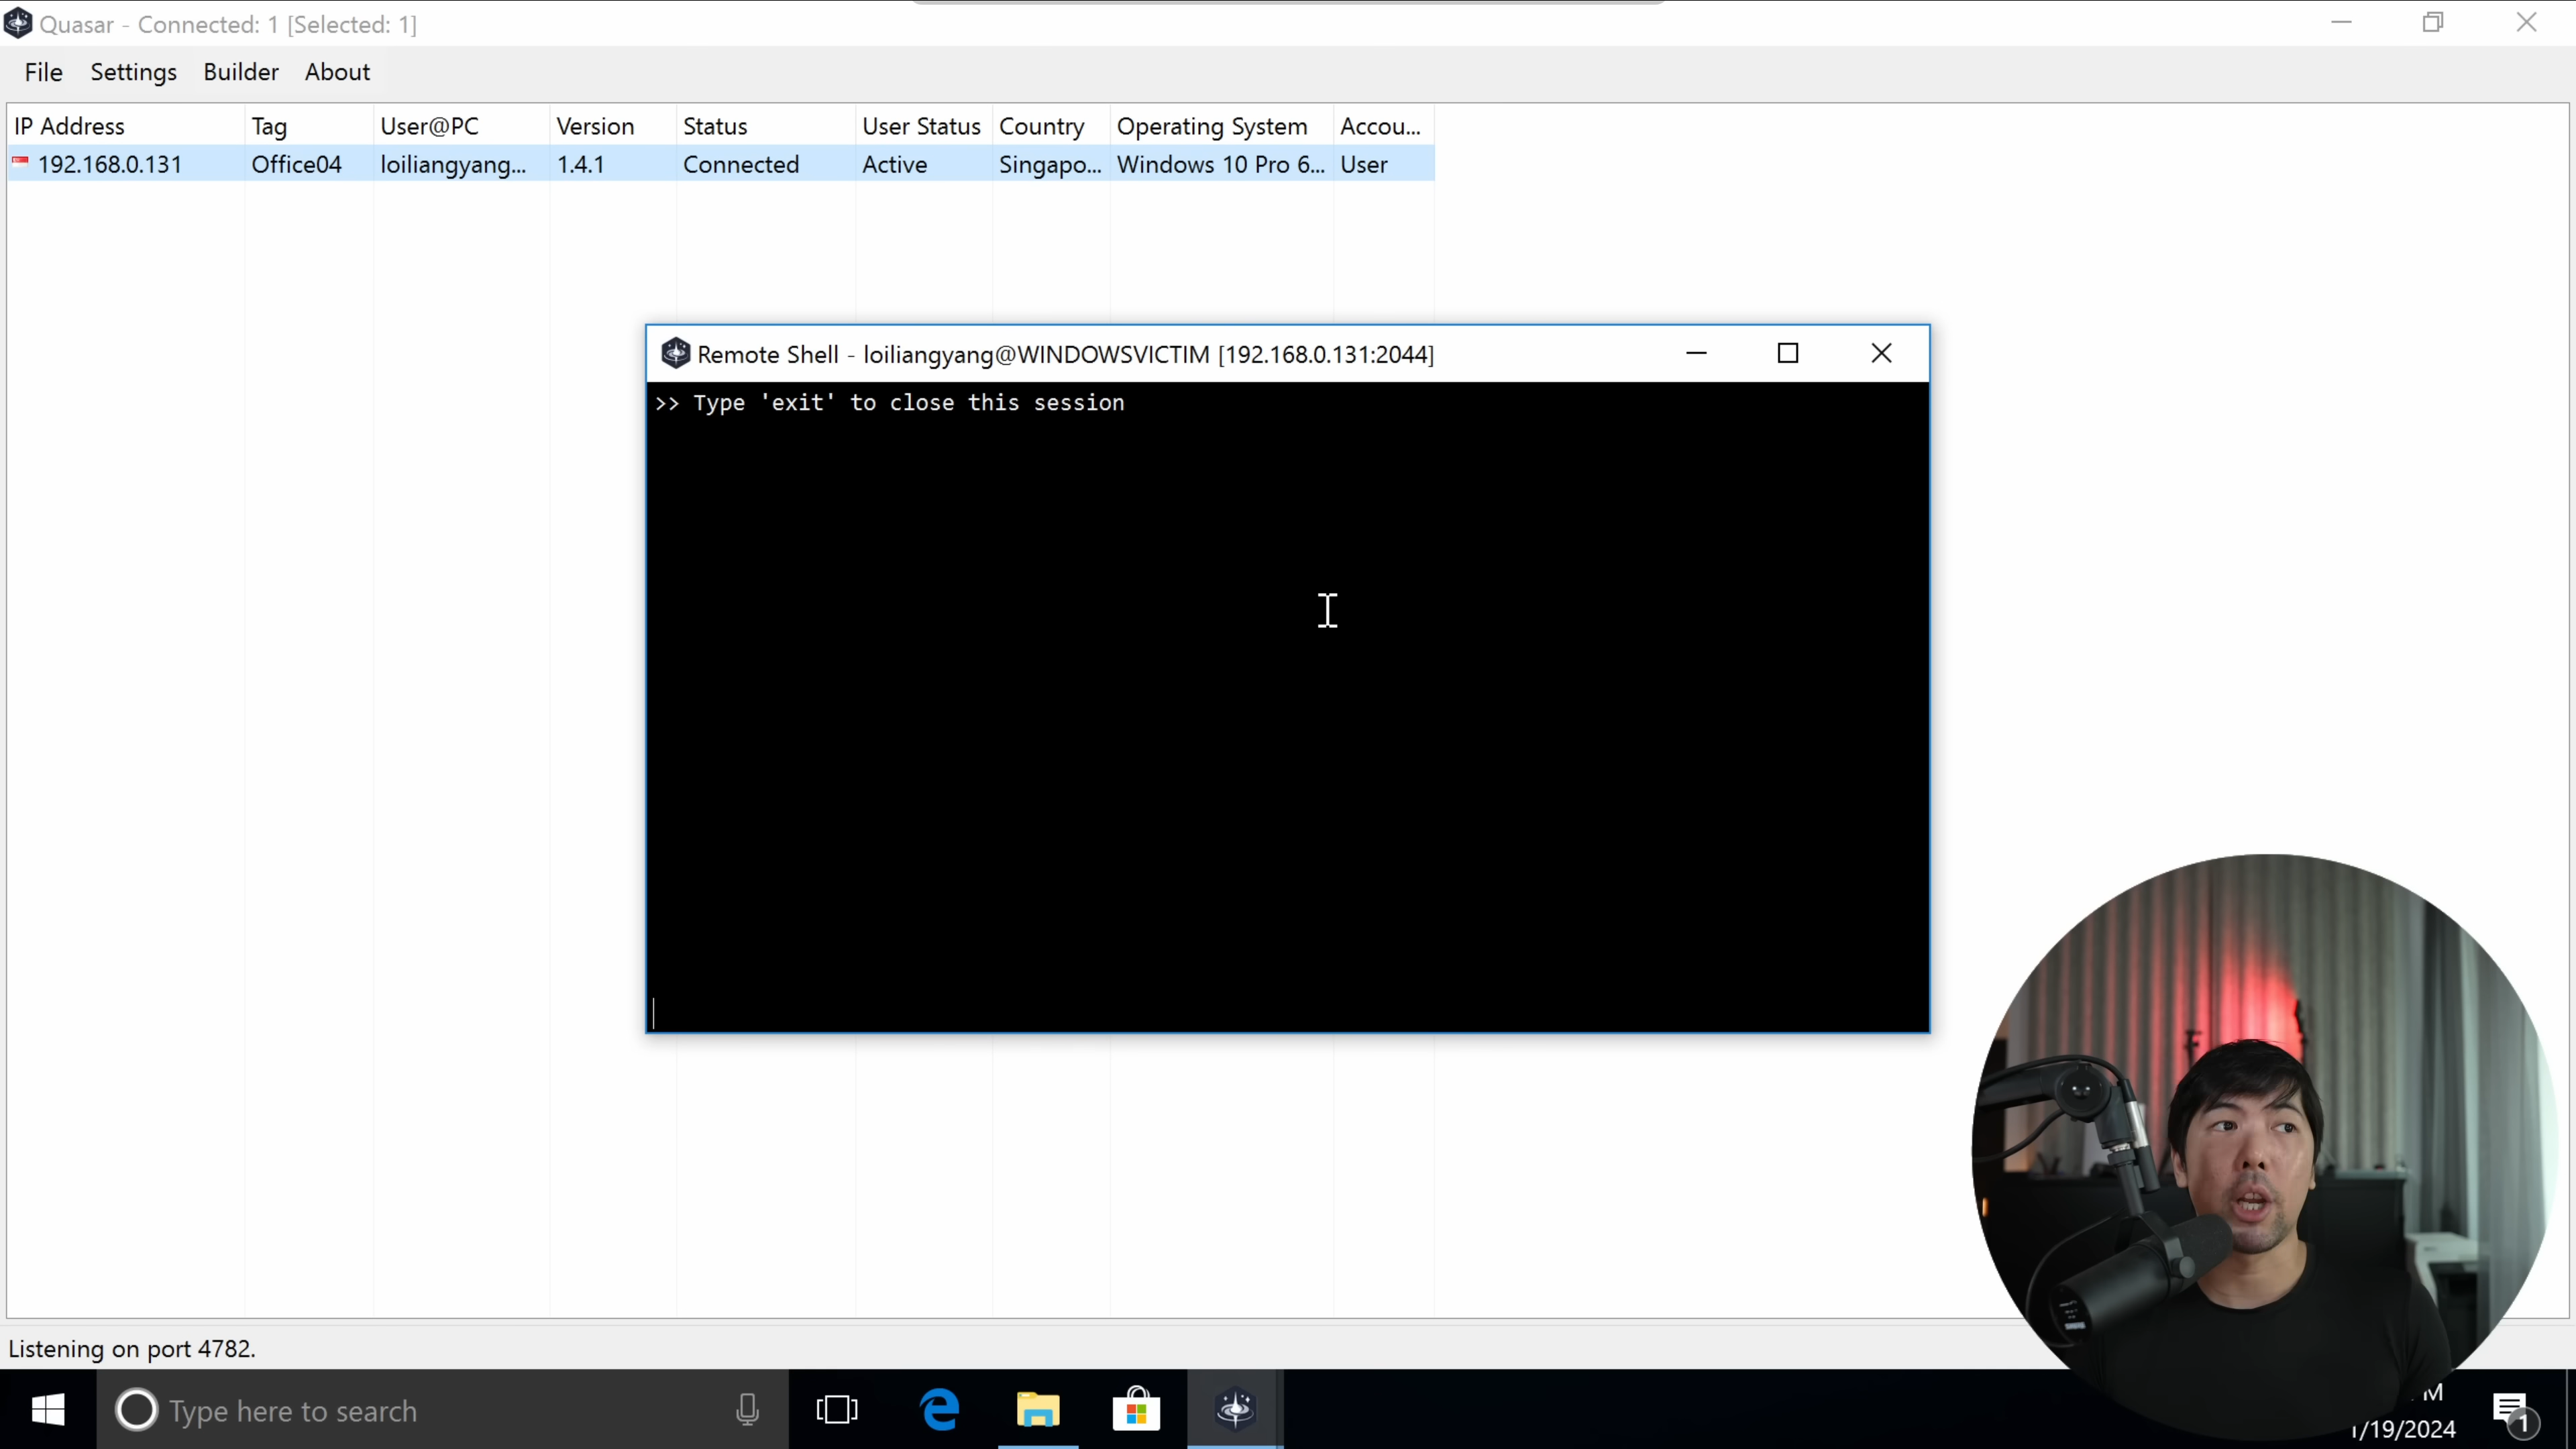 Quasar - Connected: 1 [Selected: 1]
File Settings Builder About
IP Address Tag User@PC Version Status User Status Country Operating System Accou...
192.168.0.131 Office04 loiliangyang... 1.4.1 Connected Active Singapo... Windows 10 Pro 6... User
Remote Shell - loiliangyang@WINDOWSVICTIM [192.168.0.131:2044]
>> Type 'exit' to close this session
Listening on port 4782.
Type here to search
M
/19/2024
1